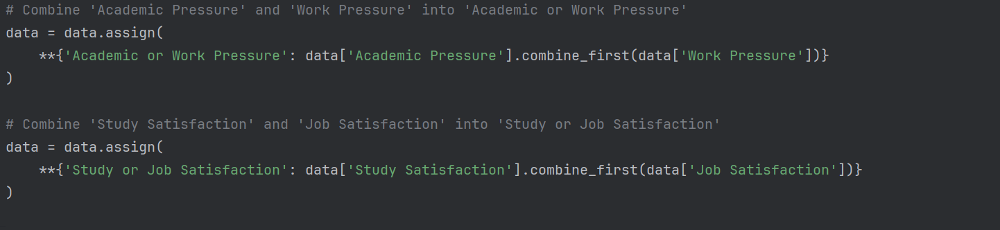 # Combine 'Academic Pressure' and 'Work Pressure' into 'Academic or Work Pressure'
data = data.assign(
    **{'Academic or Work Pressure': data['Academic Pressure'].combine_first(data['Work Pressure'])}
)

# Combine 'Study Satisfaction' and 'Job Satisfaction' into 'Study or Job Satisfaction'
data = data.assign(
    **{'Study or Job Satisfaction': data['Study Satisfaction'].combine_first(data['Job Satisfaction'])}
)